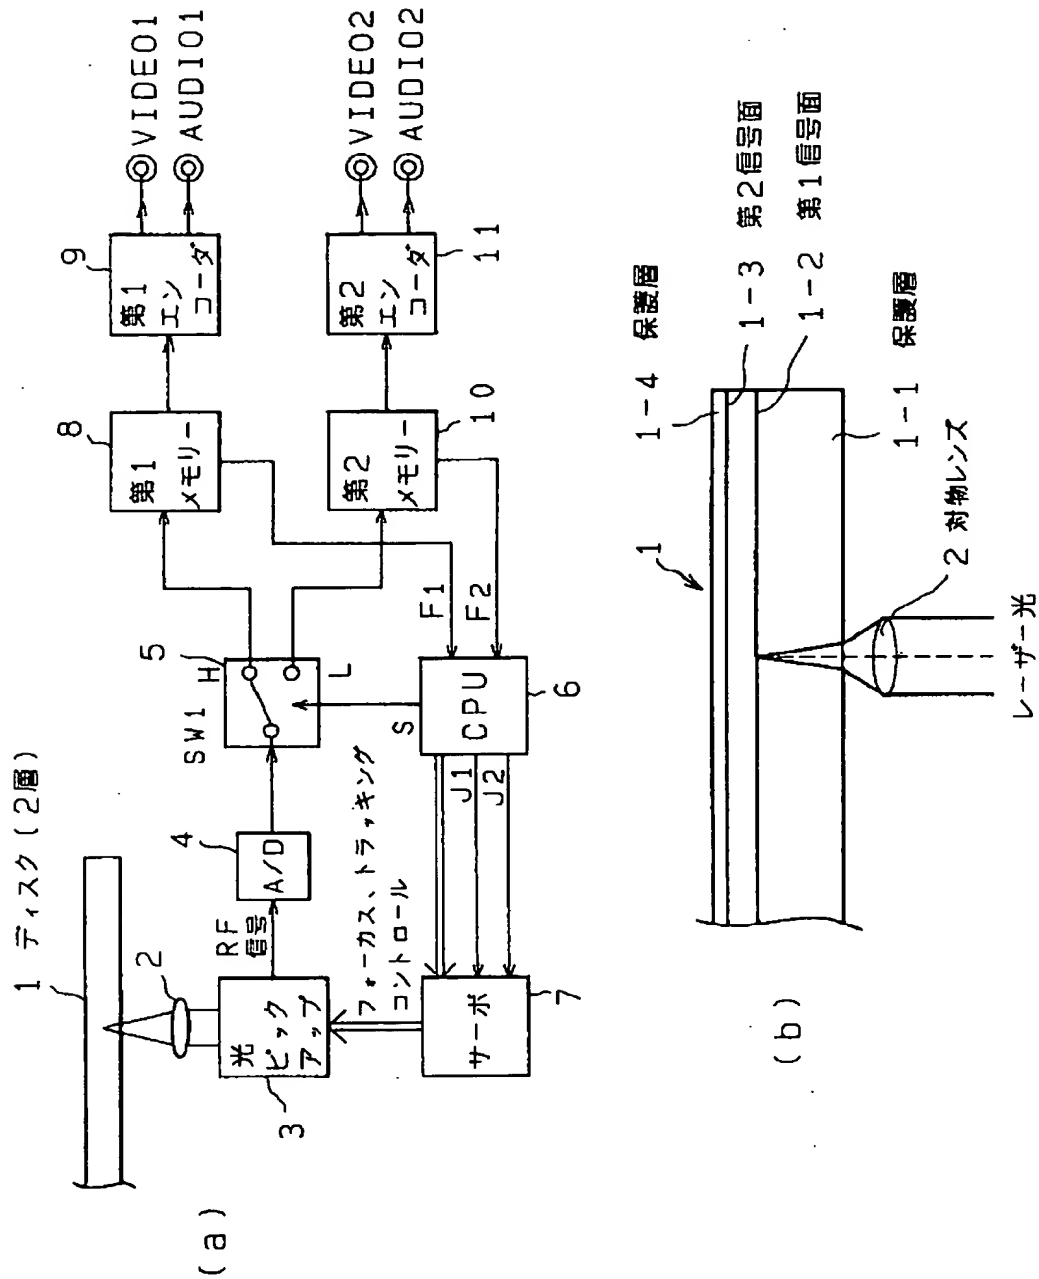 (a)
1 ディスク(2層)
2
光
ピック
アップ
3
RF
信号
4
A/D
SW1
5
H
L
S
CPU
6
フォーカス、トラッキング
コントロール
J1
J2
サーボ
7
F1
F2
8
第1
メモリー
第2
メモリー
10
9
第1
エン
コーダ
第2
エン
コーダ
11
VIDEO1
AUDIO1
VIDEO2
AUDIO2
(b)
1
1-4 保護層
1-3 第2信号面
1-2 第1信号面
1-1 保護層
2 対物レンズ
レーザー光